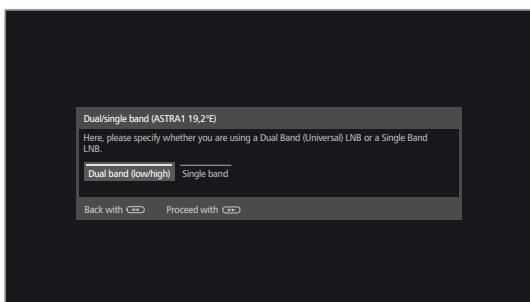 Dual/single band (ASTRA1 19,2°E)
Here, please specify whether you are using a Dual Band (Universal) LNB or a Single Band
LNB.
Dual band (low/high) Single band
Back with Proceed with